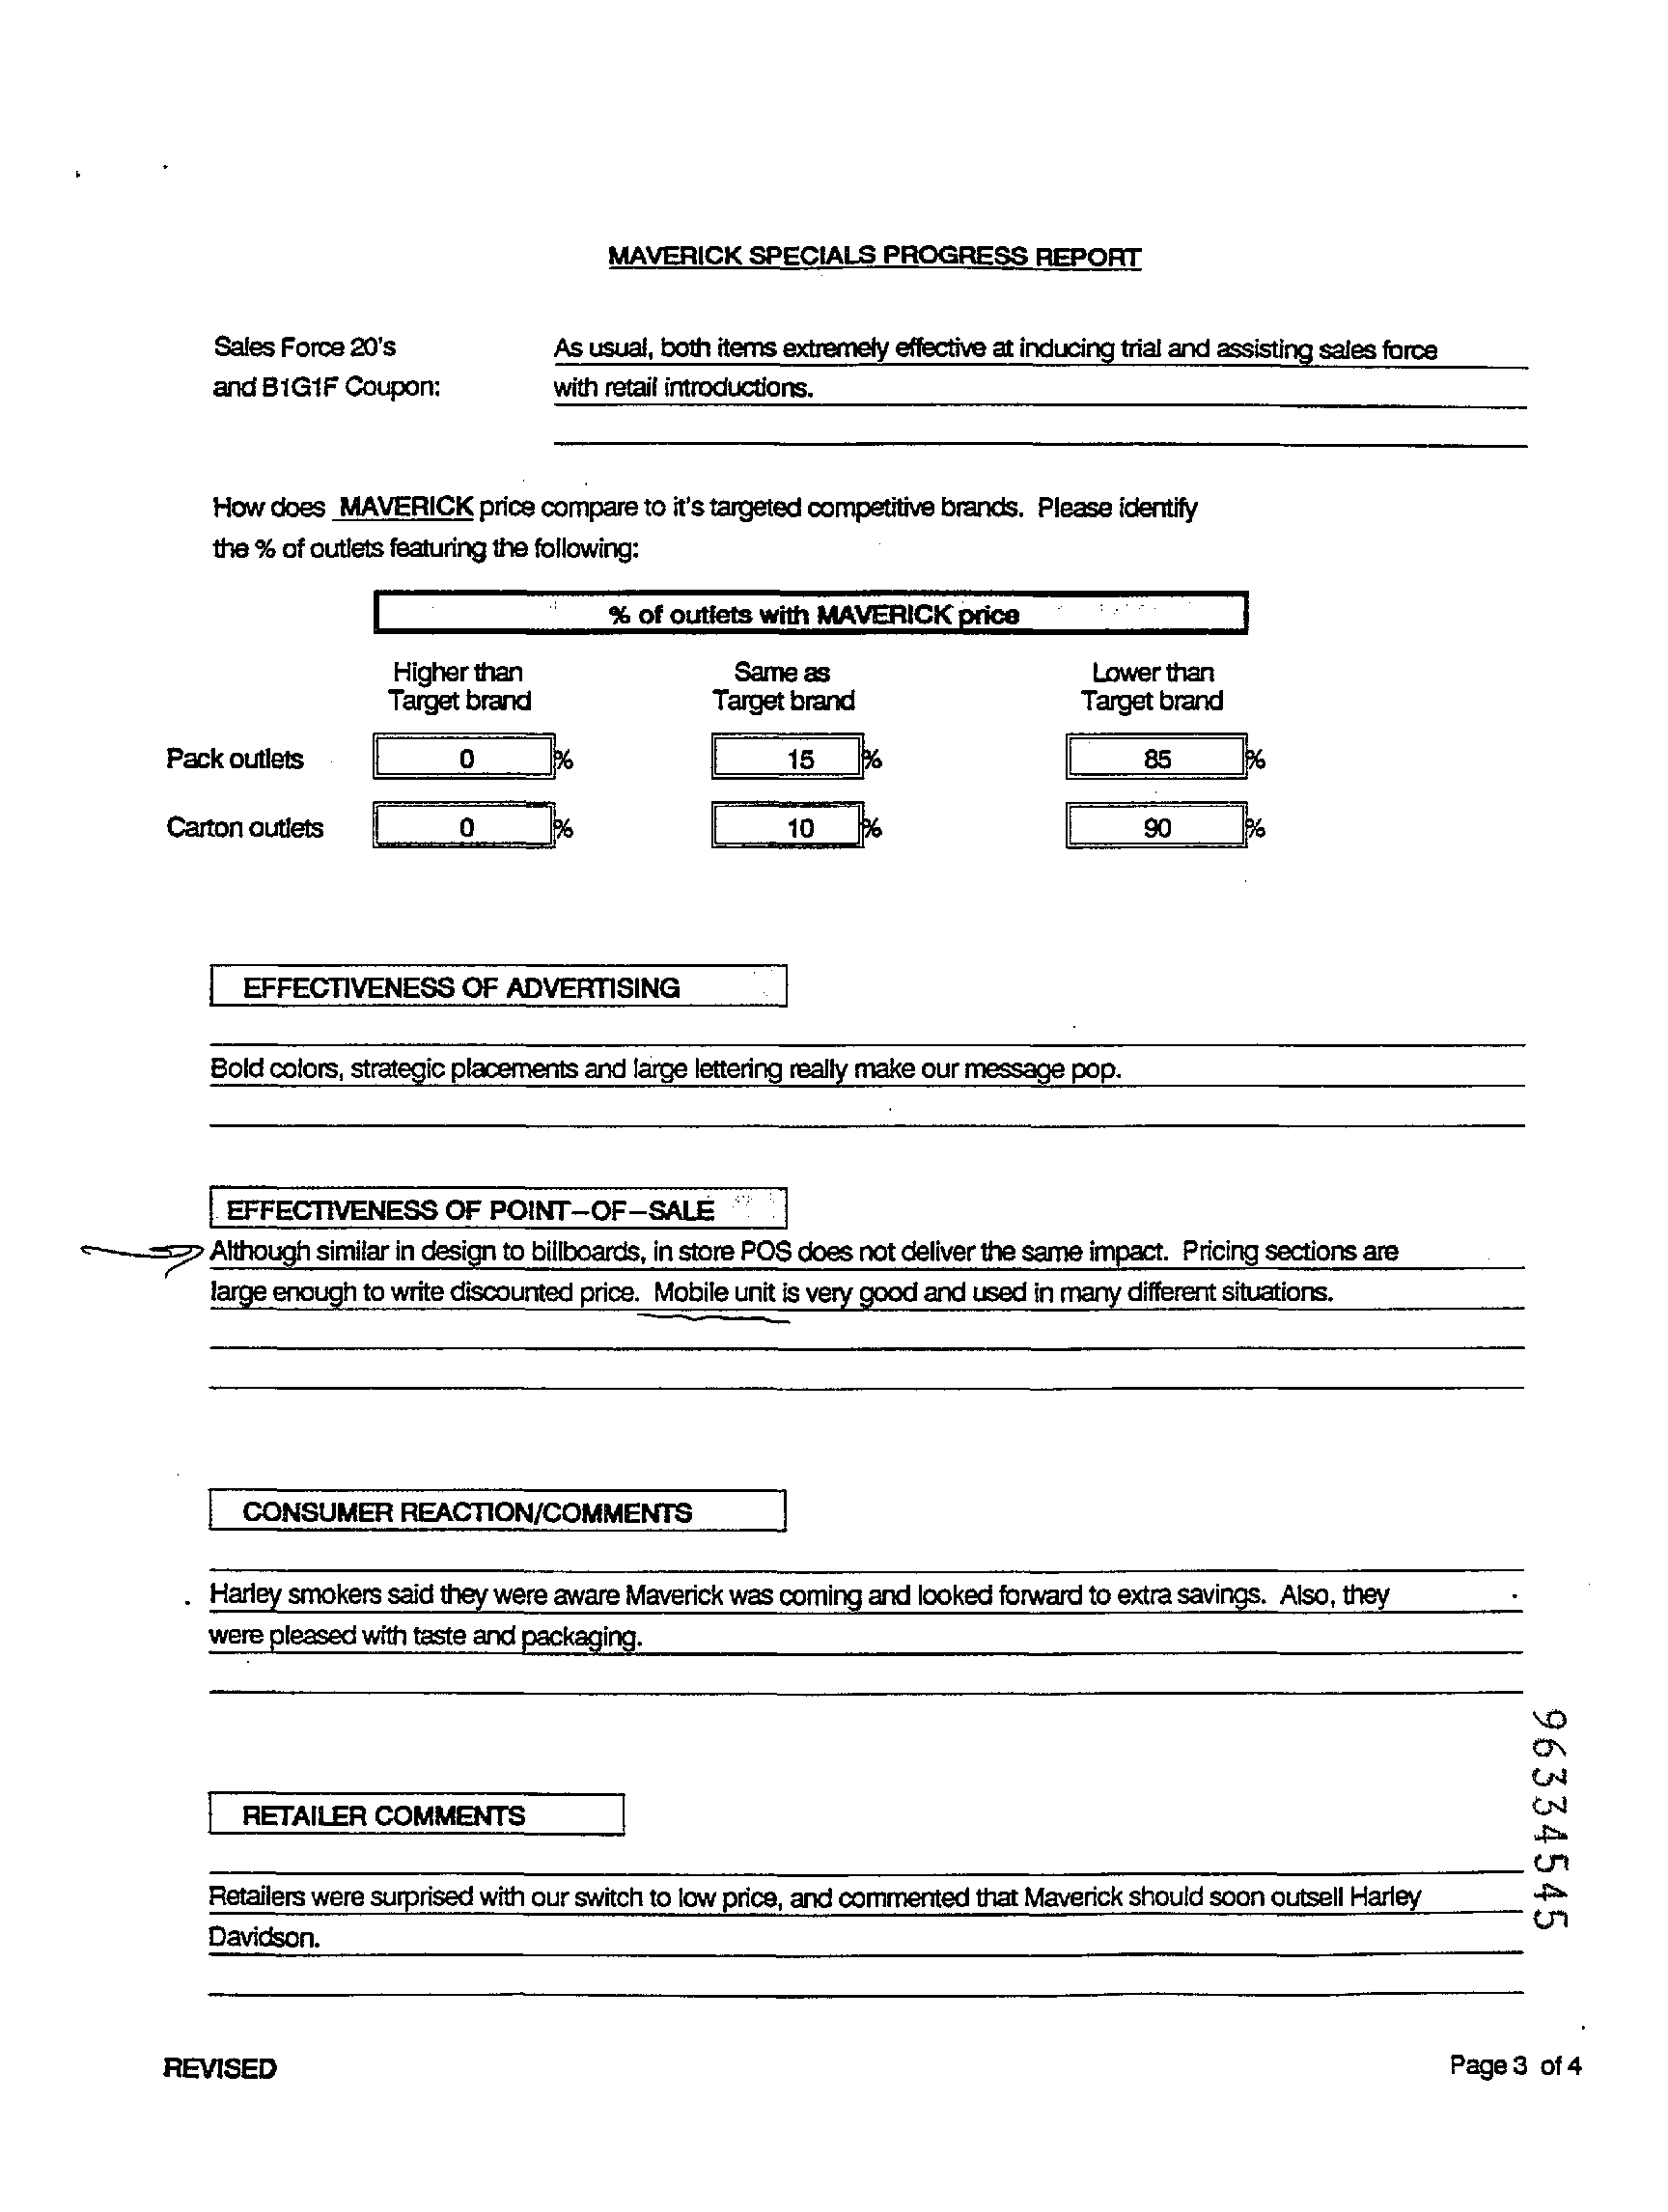 MAVERICK SPECIALS PROGRESS REPORT
Sales Force 20's
and B1G1F Coupon:
As usual, both items extremely effective at inducing trial and assisting sales force
with retail introductions.
How does MAVERICK price compare to it's targeted competitive brands. Please identify
the % of outlets featuring the following:
% of outlets with MAVERICK price
Higher than Target brand
Same as Target brand
Lower than Target brand
Pack outlets 0 % 15 % 85 %
Carton outlets 0 % 10 % 90 %
EFFECTIVENESS OF ADVERTISING
Bold colors, strategic placements and large lettering really make our message pop.
EFFECTIVENESS OF POINT-OF-SALE
Although similar in design to billboards, in store POS does not deliver the same impact. Pricing sections are
large enough to write discounted price. Mobile unit is very good and used in many different situations.
CONSUMER REACTION/COMMENTS
Harley smokers said they were aware Maverick was coming and looked forward to extra savings. Also, they
were pleased with taste and packaging.
RETAILER COMMENTS
Retailers were surprised with our switch to low price, and commented that Maverick should soon outsell Harley
Davidson.
96334545
REVISED
Page 3 of 4